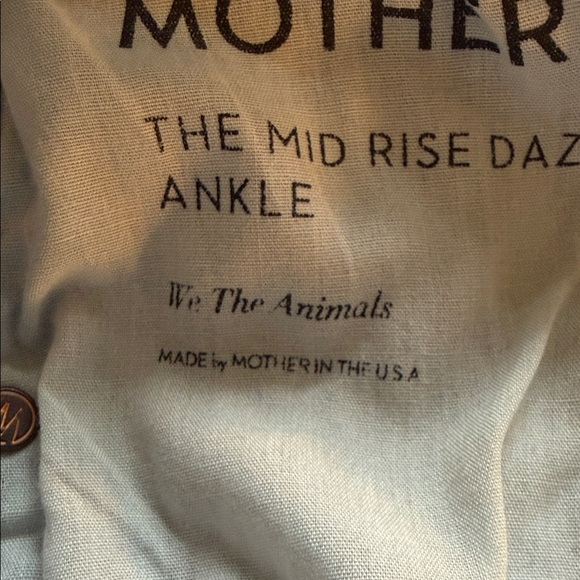 MOTHER
THE MID RISE DAZ
ANKLE
We The Animals
MADE by MOTHER IN THE U S A